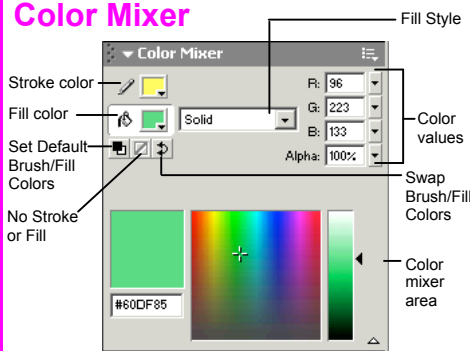 Color Mixer
Fill Style
Color Mixer
Stroke color
R: 96
Fill color
G: 223
Solid
Color
values
B: 133
Set Default
Brush/Fill
Colors
Alpha: 100%
Swap
Brush/Fill
Colors
No Stroke
or Fill
Color
mixer
area
#60DF85